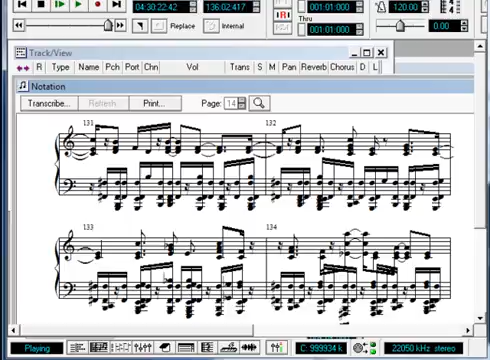 04:30:22:42
136:02:417
001:01:000
120.00
Replace
Internal
R
Thru
001:01:000
0.00
Track/View
R Type Name Pch Port Chn Vol Trans S M Pan Reverb Chorus D L
Notation
Transcribe... Refresh Print... Page: 14
131
132
133
134
Playing
C: 999934 k
22050 kHz stereo